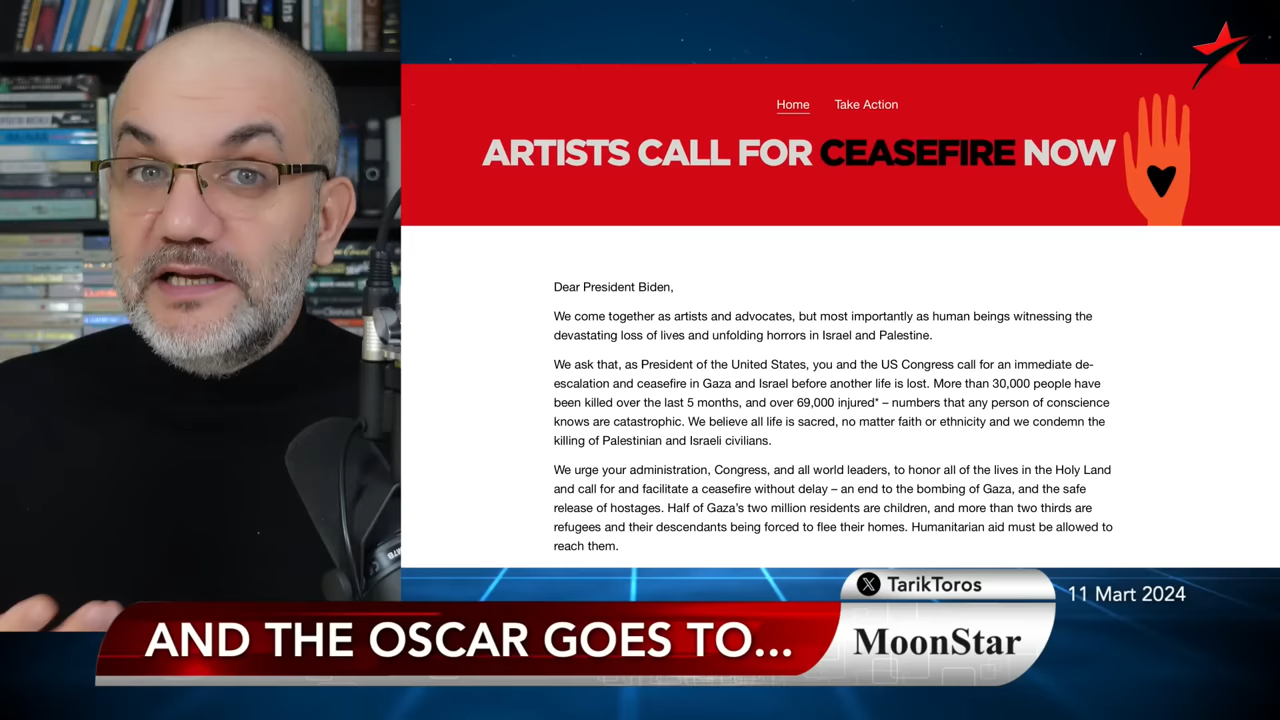 Home Take Action
ARTISTS CALL FOR CEASEFIRE NOW
Dear President Biden,
We come together as artists and advocates, but most importantly as human beings witnessing the
devastating loss of lives and unfolding horrors in Israel and Palestine.
We ask that, as President of the United States, you and the US Congress call for an immediate de-
escalation and ceasefire in Gaza and Israel before another life is lost. More than 30,000 people have
been killed over the last 5 months, and over 69,000 injured* – numbers that any person of conscience
knows are catastrophic. We believe all life is sacred, no matter faith or ethnicity and we condemn the
killing of Palestinian and Israeli civilians.
We urge your administration, Congress, and all world leaders, to honor all of the lives in the Holy Land
and call for and facilitate a ceasefire without delay – an end to the bombing of Gaza, and the safe
release of hostages. Half of Gaza's two million residents are children, and more than two thirds are
refugees and their descendants being forced to flee their homes. Humanitarian aid must be allowed to
reach them.
TarikToros
11 Mart 2024
AND THE OSCAR GOES TO...
MoonStar